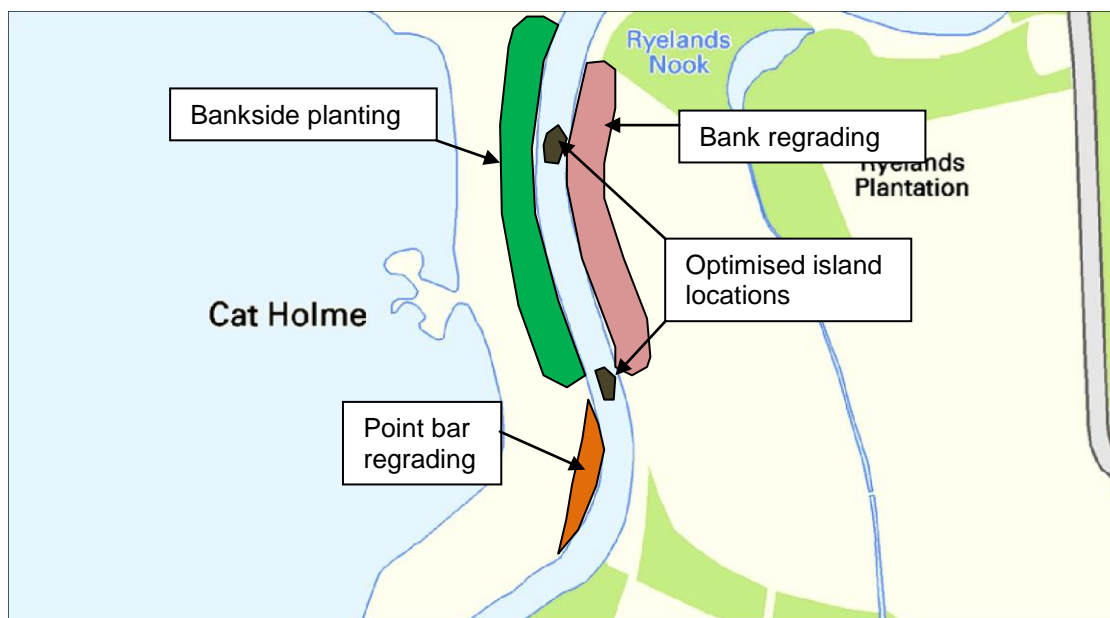 Ryelands
Nook
Bankside planting
Bank regrading
Ryelands
Plantation
Optimised island
locations
Cat Holme
Point bar
regrading